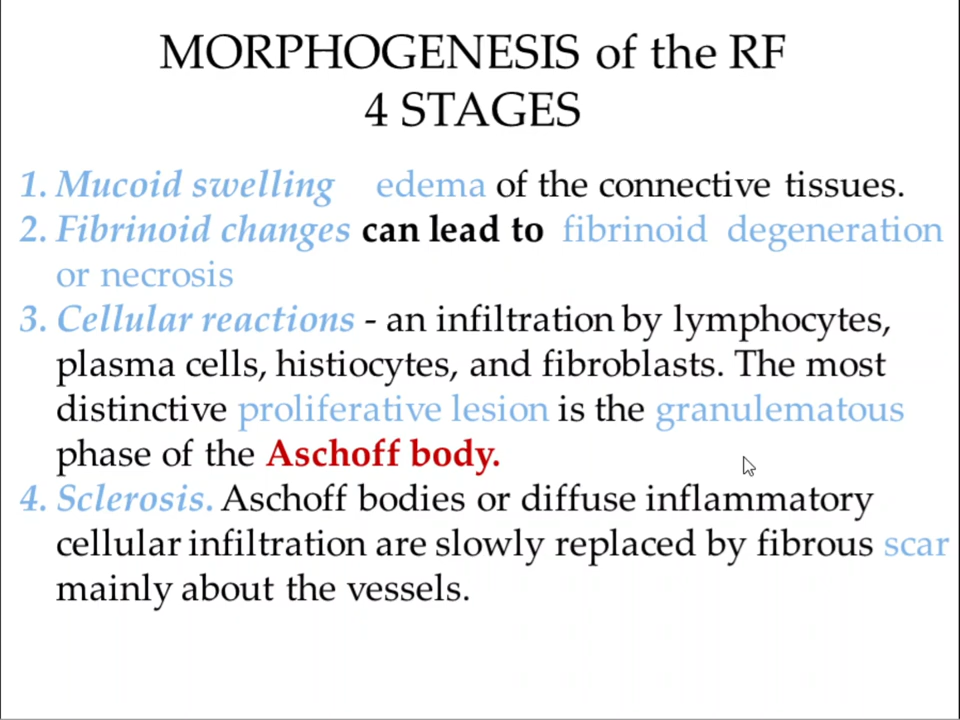 MORPHOGENESIS of the RF
4 STAGES
1. Mucoid swelling edema of the connective tissues.
2. Fibrinoid changes can lead to fibrinoid degeneration
or necrosis
3. Cellular reactions - an infiltration by lymphocytes,
plasma cells, histiocytes, and fibroblasts. The most
distinctive proliferative lesion is the granulematous
phase of the Aschoff body.
4. Sclerosis. Aschoff bodies or diffuse inflammatory
cellular infiltration are slowly replaced by fibrous scar
mainly about the vessels.